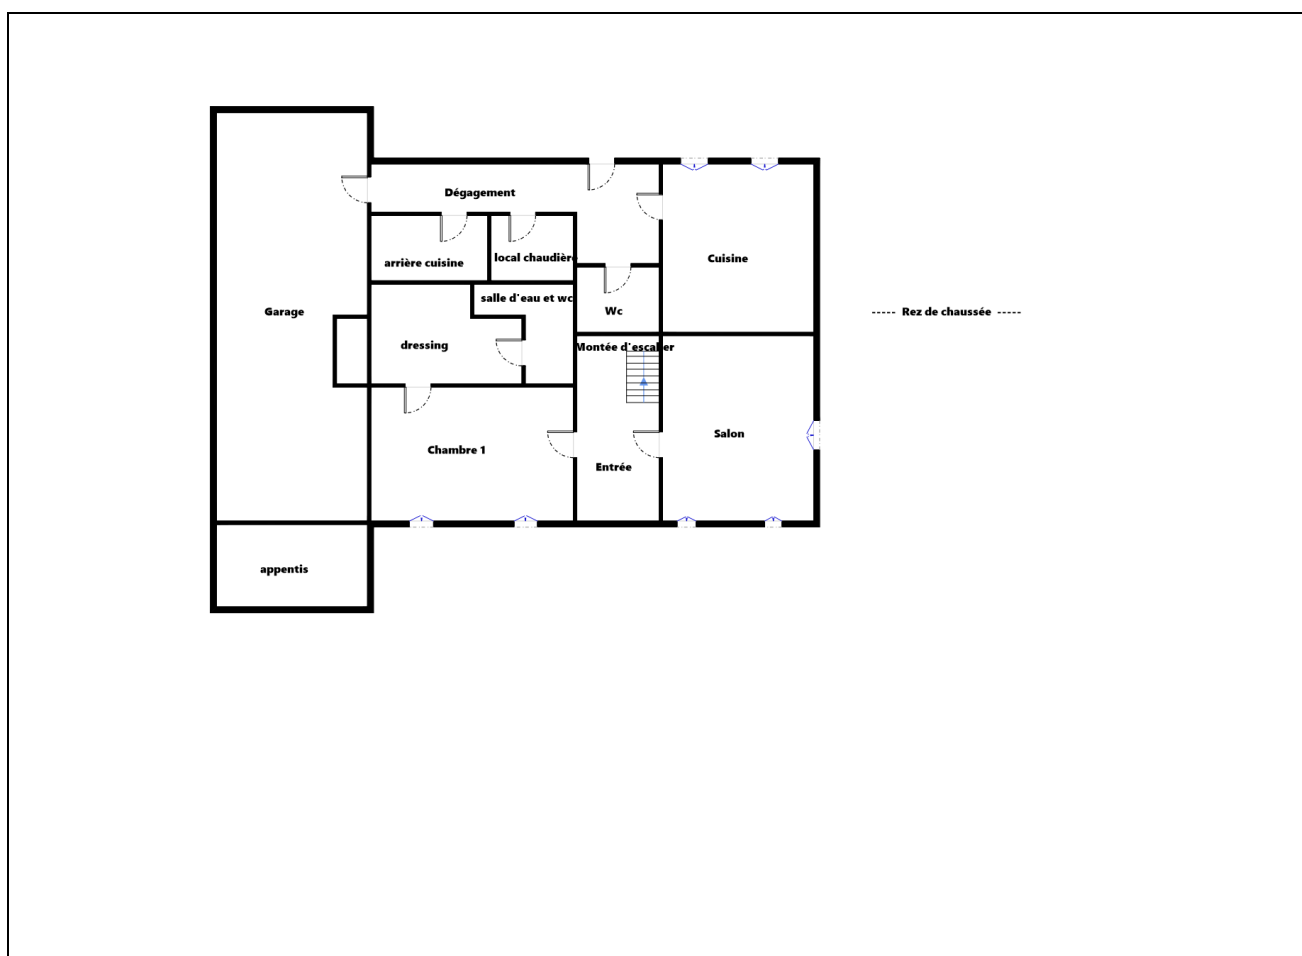 Dégagement
Cuisine
arrière cuisine
local chaudière
salle d'eau et wc
Garage
Wc
----- Rez de chaussée -----
dressing
Montée d'escalier
Salon
Chambre 1
Entrée
appentis